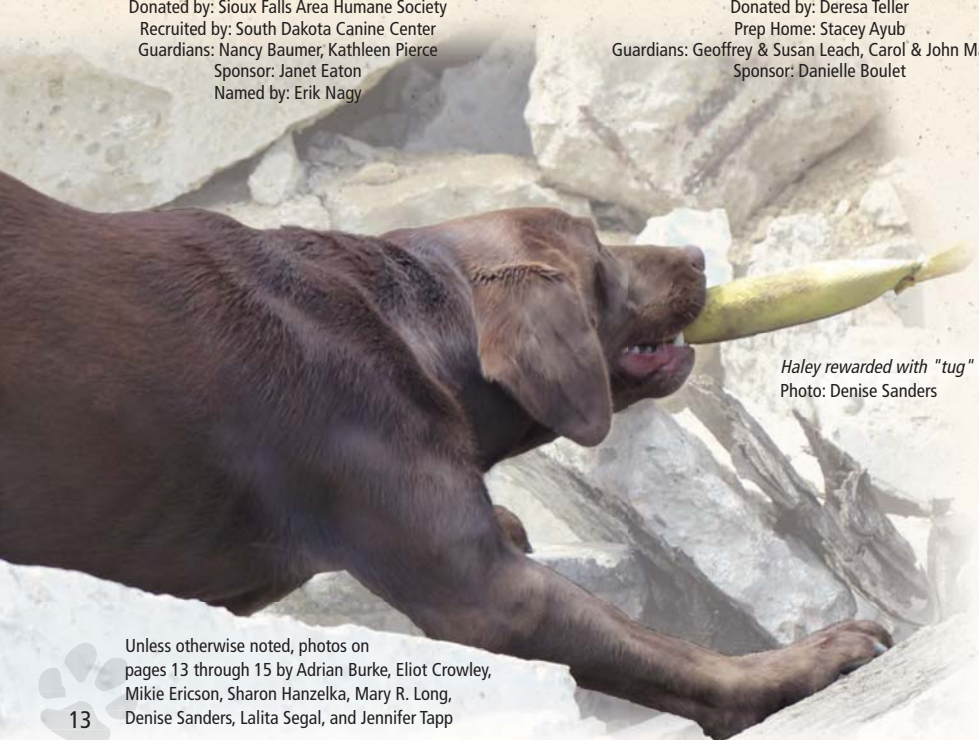 Donated by: Sioux Falls Area Humane Society
Recruited by: South Dakota Canine Center
Guardians: Nancy Baumer, Kathleen Pierce
Sponsor: Janet Eaton
Named by: Erik Nagy
Donated by: Deresa Teller
Prep Home: Stacey Ayub
Guardians: Geoffrey & Susan Leach, Carol & John
Sponsor: Danielle Boulet
Haley rewarded with "tug"
Photo: Denise Sanders
Unless otherwise noted, photos on
pages 13 through 15 by Adrian Burke, Eliot Crowley,
Mikie Ericson, Sharon Hanzelka, Mary R. Long,
Denise Sanders, Lalita Segal, and Jennifer Tapp
13